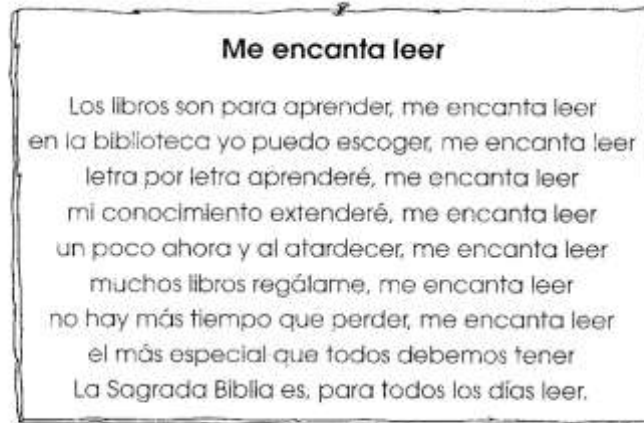 Me encanta leer
Los libros son para aprender, me encanta leer
en la biblioteca yo puedo escoger, me encanta leer
letra por letra aprenderé, me encanta leer
mi conocimiento extenderé, me encanta leer
un poco ahora y al atardecer, me encanta leer
muchos libros regálame, me encanta leer
no hay más tiempo que perder, me encanta leer
el más especial que todos debemos tener
La Sagrada Biblia es, para todos los días leer.